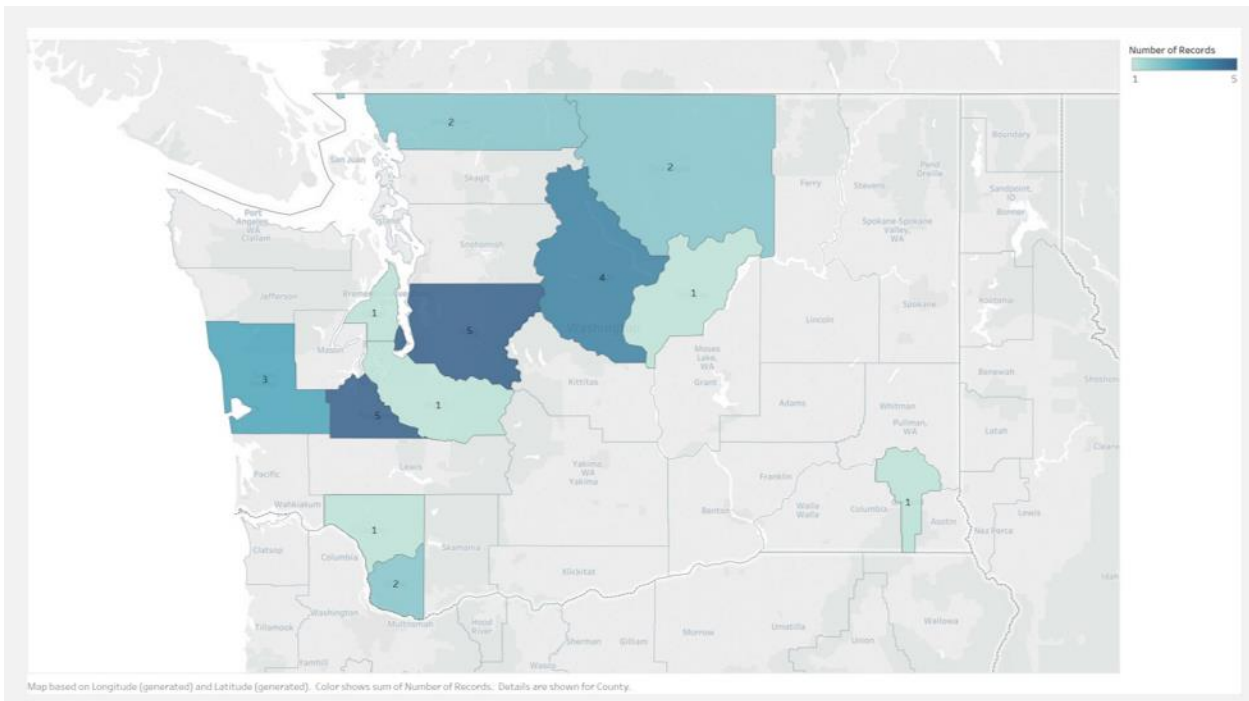 Number of Records
1 5
Boundary
2
San Juan
Skagit
2
Ferry
Stevens
Pend
Oreille
Sandpoint,
ID
Bonner
Port
Angeles,
WA
Clallam
Spokane Spokane
Valley,
WA
Snohomish
4
1
Jefferson
1
5
Lincoln
Spokane
Kootenai
Mason
Moses
Lake,
WA
Grant
3
Kittitas
Benewah
Shoshone
1
5
Adams
Whitman
Pullman,
WA
Latah
Pacific
Lewis
Yakima,
WA
Yakima
Franklin
Wahkiakum
Benton
Walla
Walla
Columbia
1
Asotin
Nez Perce
Lewis
1
Clatsop
Columbia
Skamania
2
Klickitat
Washington
Multnomah
Tillamook
Hood
River
Sherman
Gilliam
Morrow
Umatilla
Union
Wallowa
Yamhill
Wasco
Map based on Longitude (generated) and Latitude (generated). Color shows sum of Number of Records. Details are shown for County.